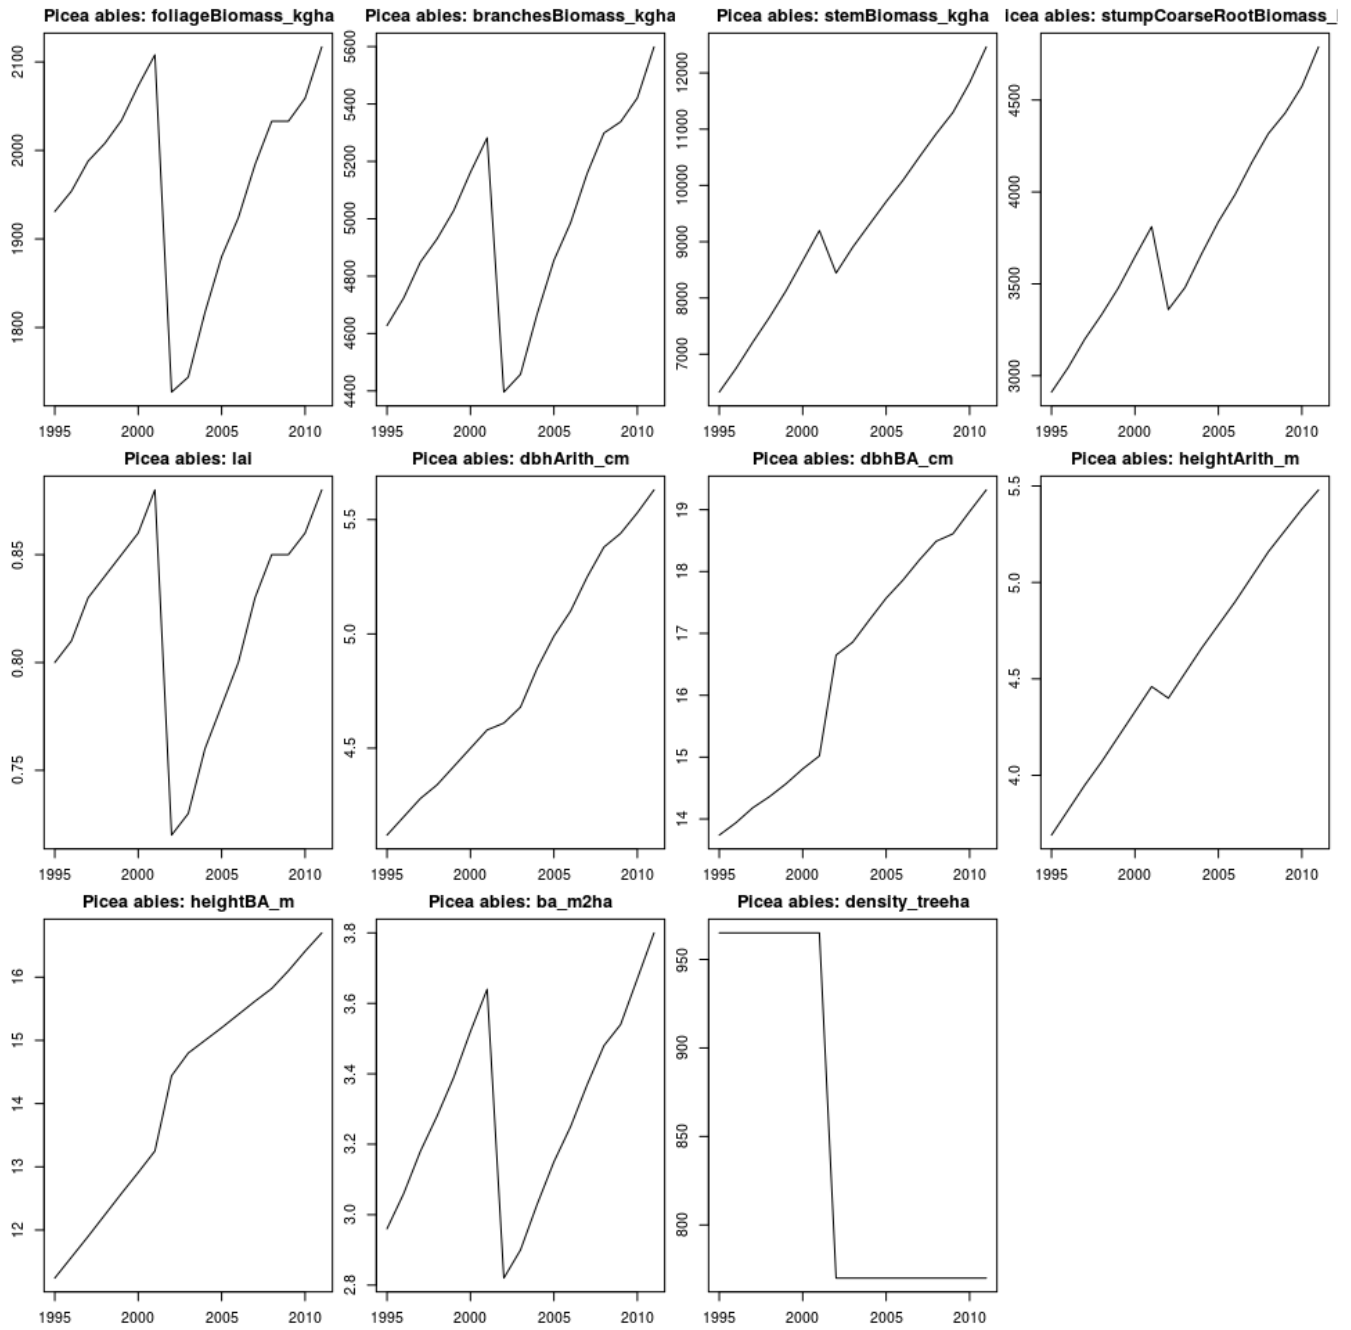 Picea abies: foliageBiomass_kgha
Picea abies: branchesBiomass_kgha
Picea abies: stemBiomass_kgha
icea abies: stumpCoarseRootBiomass_
2100
2000
1900
1800
1995 2000 2005 2010
5600
5400
5200
5000
4800
4600
4400
1995 2000 2005 2010
12000
11000
10000
9000
8000
7000
1995 2000 2005 2010
4500
4000
3500
3000
1995 2000 2005 2010
Picea abies: lai
Picea abies: dbhArith_cm
Picea abies: dbhBA_cm
Picea abies: heightArith_m
0.85
0.80
0.75
1995 2000 2005 2010
5.5
5.0
4.5
1995 2000 2005 2010
19
18
17
16
15
14
1995 2000 2005 2010
5.5
5.0
4.5
4.0
1995 2000 2005 2010
Picea abies: heightBA_m
Picea abies: ba_m2ha
Picea abies: density_treeha
16
15
14
13
12
1995 2000 2005 2010
3.8
3.6
3.4
3.2
3.0
2.8
1995 2000 2005 2010
950
900
850
800
1995 2000 2005 2010